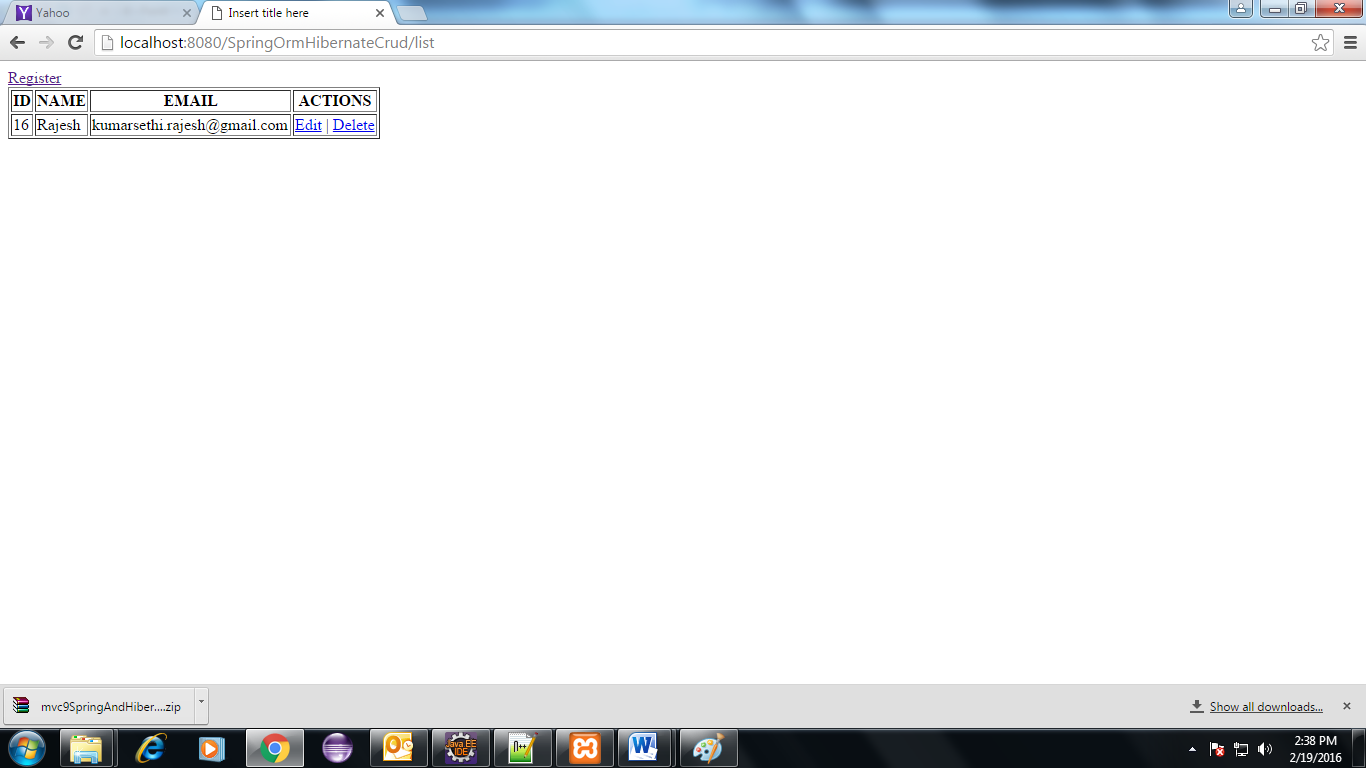 Yahoo
Insert title here
localhost:8080/SpringOrmHibernateCrud/list
Register
ID NAME EMAIL ACTIONS
16 Rajesh kumarsethi.rajesh@gmail.com Edit | Delete
mvc9SpringAndHiber....zip
Show all downloads...
Java EE
IDE
2:38 PM
2/19/2016